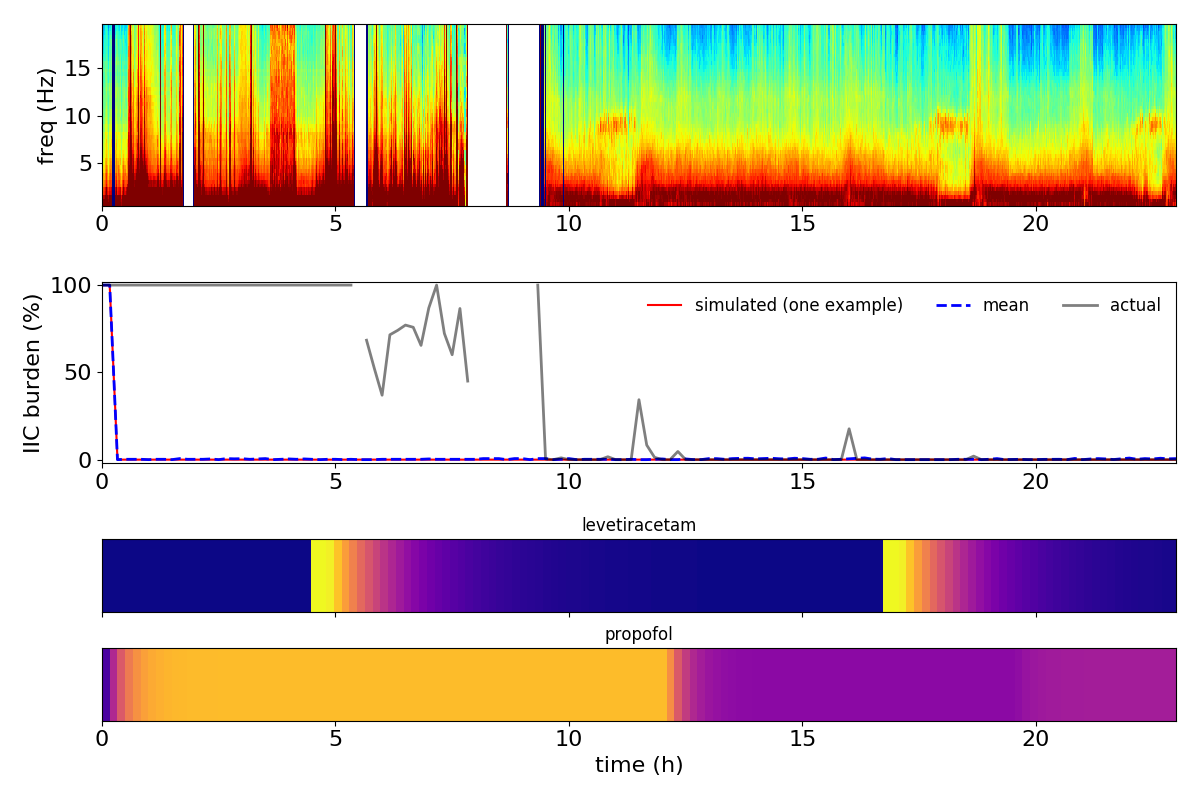 freq (Hz)
15
10
5
0 5 10 15 20
IIC burden (%)
100
50
0
simulated (one example) mean actual
0 5 10 15 20
levetiracetam
propofol
0 5 10 15 20
time (h)